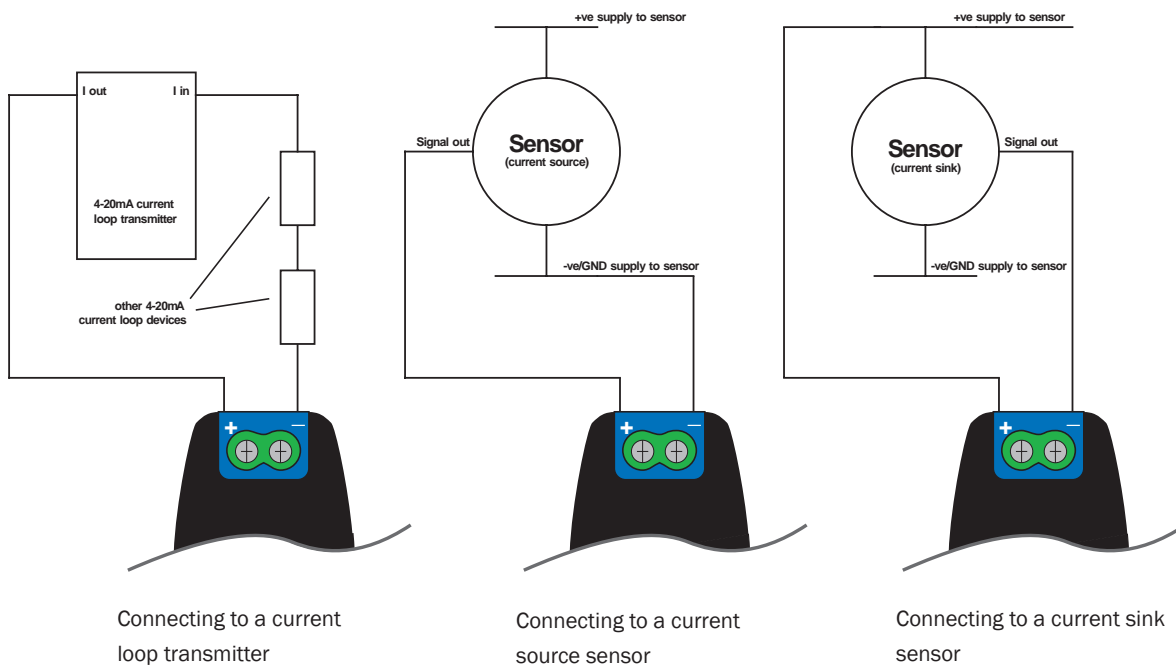 I out
I in
4-20mA current
loop transmitter
other 4-20mA
current loop devices
+
−
Connecting to a current
loop transmitter
+ve supply to sensor
Signal out
Sensor
(current source)
-ve/GND supply to sensor
+
−
Connecting to a current
source sensor
+ve supply to sensor
Sensor
(current sink)
Signal out
-ve/GND supply to sensor
+
−
Connecting to a current sink
sensor